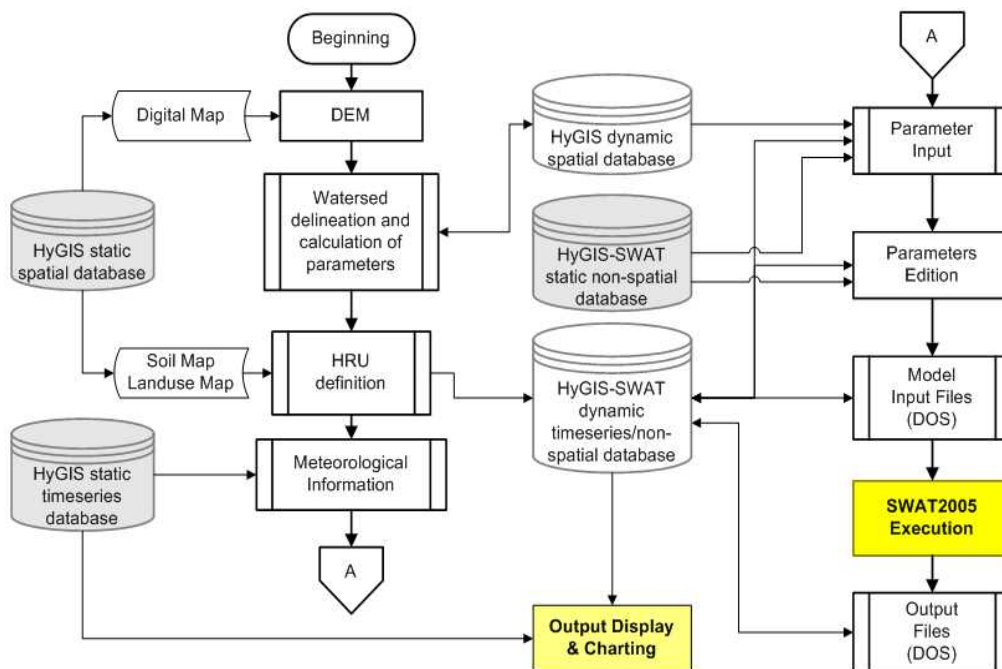 Beginning
A
Digital Map
DEM
HyGIS dynamic
spatial database
Parameter
Input
Watersed
delineation and
calculation of
parameters
HyGIS static
spatial database
HyGIS-SWAT
static non-spatial
database
Parameters
Edition
Soil Map
Landuse Map
HRU
definition
HyGIS-SWAT
dynamic
timeseries/non-
spatial database
Model
Input Files
(DOS)
HyGIS static
timeseries
database
Meteorological
Information
SWAT2005
Execution
A
Output Display
& Charting
Output
Files
(DOS)